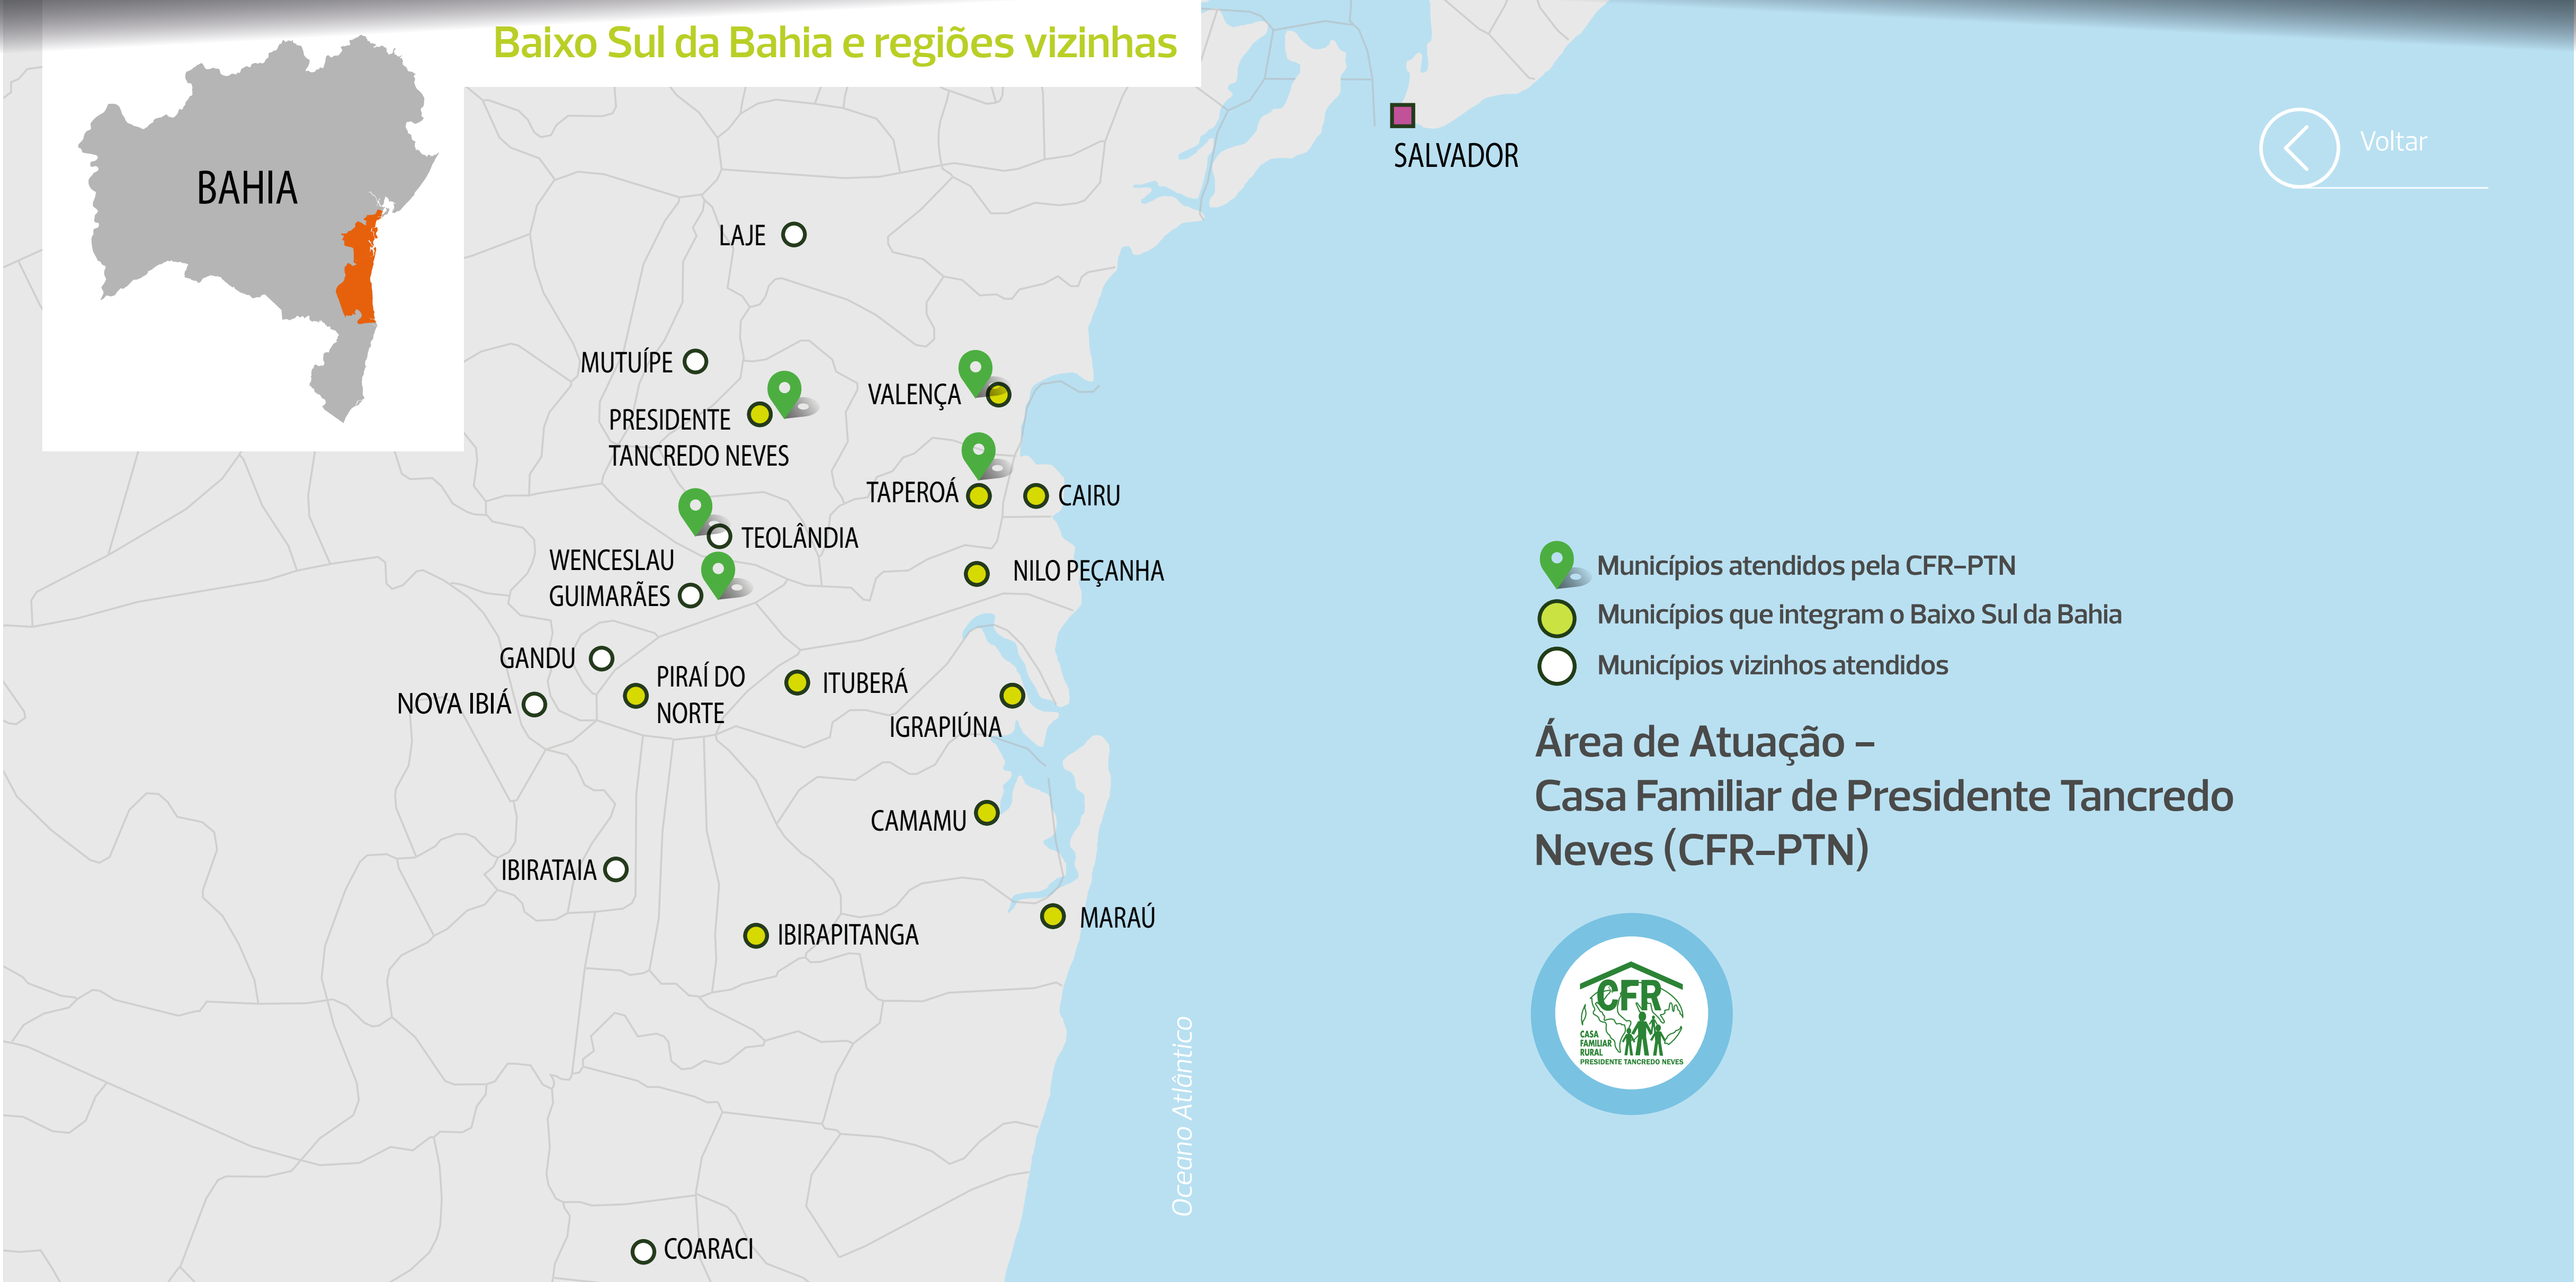 Baixo Sul da Bahia e regiões vizinhas
BAHIA
SALVADOR
Voltar
LAJE
MUTUÍPE
PRESIDENTE
TANCREDO NEVES
VALENÇA
TAPEROÁ
CAIRU
TEOLÂNDIA
WENCESLAU
GUIMARÃES
NILO PEÇANHA
GANDU
NOVA IBIÁ
PIRAÍ DO
NORTE
ITUBERÁ
IGRAPIÚNA
CAMAMU
IBIRATAIA
MARAÚ
IBIRAPITANGA
COARACI
Oceano Atlântico
Municípios atendidos pela CFR-PTN
Municípios que integram o Baixo Sul da Bahia
Municípios vizinhos atendidos
Área de Atuação –
Casa Familiar de Presidente Tancredo
Neves (CFR-PTN)
CFR
CASA
FAMILIAR
RURAL
PRESIDENTE TANCREDO NEVES